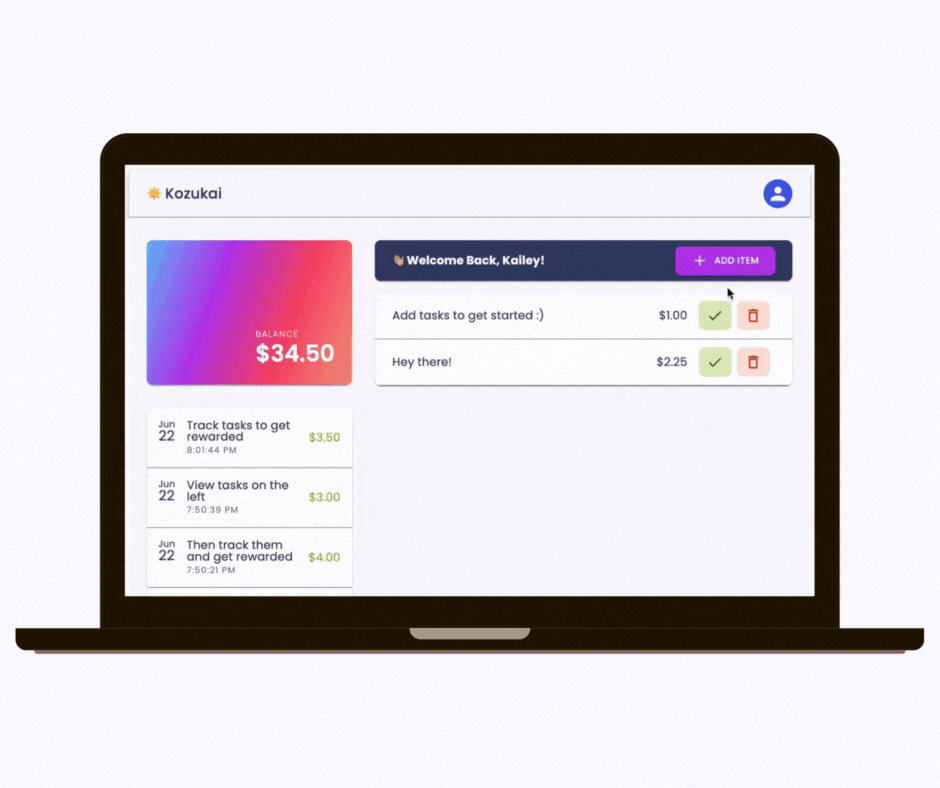 Kozukai
BALANCE
$34.50
👋🏽 Welcome Back, Kailey!
+ ADD ITEM
Add tasks to get started :)
$1.00
Hey there!
$2.25
Jun
22
Track tasks to get
rewarded
8:01:44 PM
$3.50
Jun
22
View tasks on the
left
7:50:39 PM
$3.00
Jun
22
Then track them
and get rewarded
7:50:21 PM
$4.00